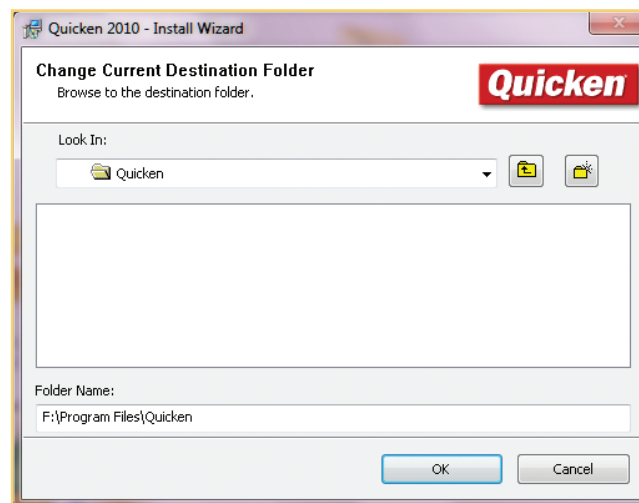 Quicken 2010 - Install Wizard
Change Current Destination Folder
Browse to the destination folder.
Quicken
Look In:
Quicken
Folder Name:
F:\Program Files\Quicken
OK
Cancel